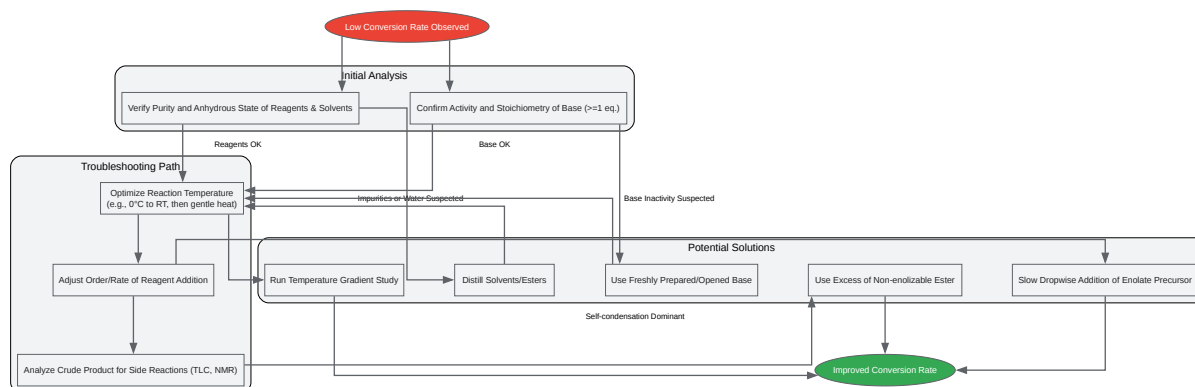 Low Conversion Rate Observed
Initial Analysis
Verify Purity and Anhydrous State of Reagents & Solvents
Confirm Activity and Stoichiometry of Base (>=1 eq.)
Reagents OK
Base OK
Troubleshooting Path
Optimize Reaction Temperature
(e.g., 0°C to RT, then gentle heat)
Impurities or Water Suspected
Base Inactivity Suspected
Potential Solutions
Adjust Order/Rate of Reagent Addition
Run Temperature Gradient Study
Distill Solvents/Esters
Use Freshly Prepared/Opened Base
Use Excess of Non-enolizable Ester
Slow Dropwise Addition of Enolate Precursor
Self-condensation Dominant
Analyze Crude Product for Side Reactions (TLC, NMR)
Improved Conversion Rate